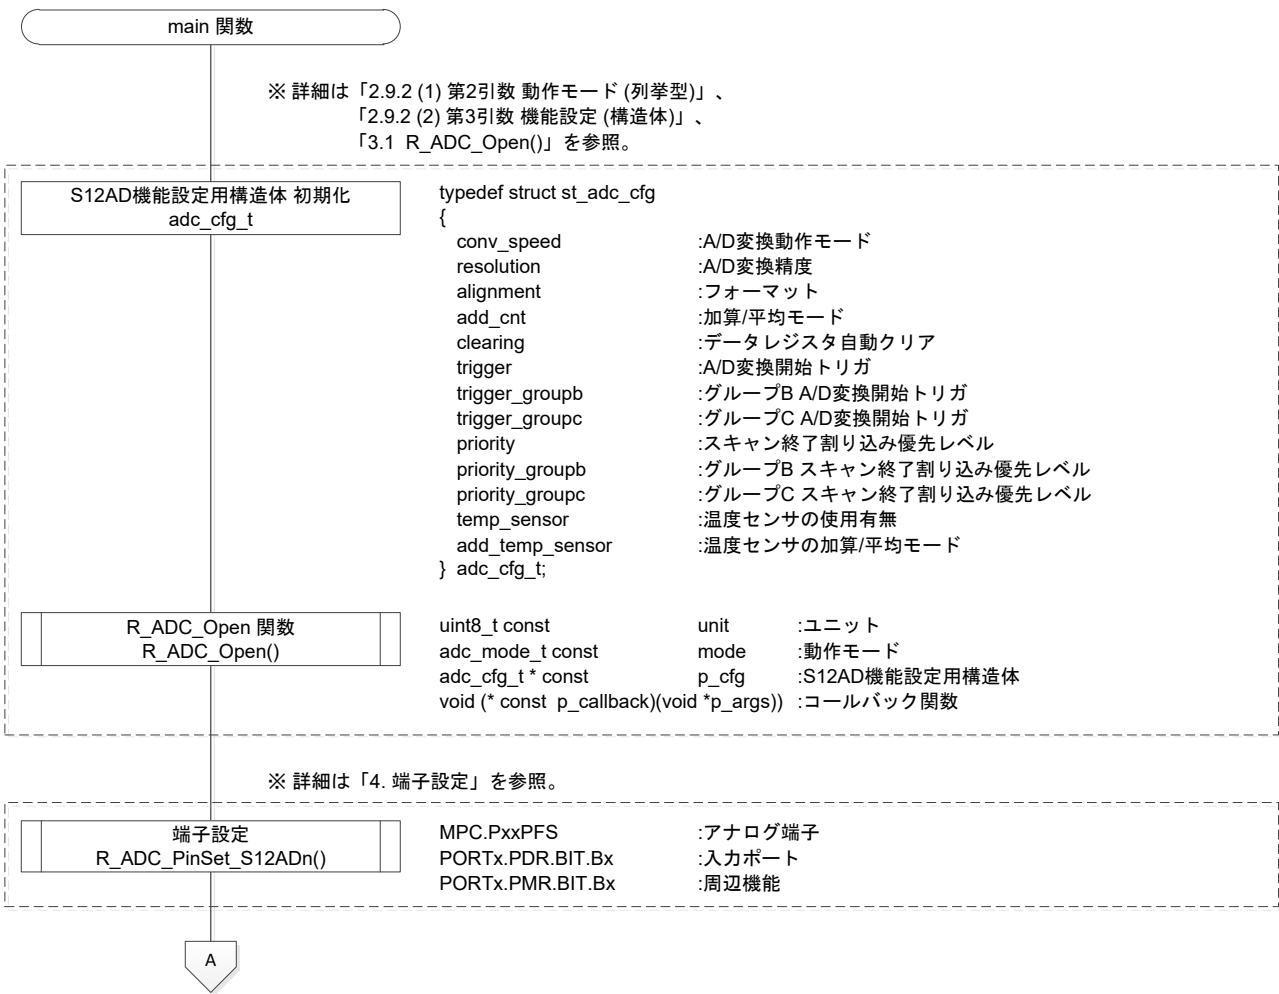 main 関数
※ 詳細は「2.9.2 (1) 第2引数 動作モード (列挙型)」、
「2.9.2 (2) 第3引数 機能設定 (構造体)」、
「3.1 R_ADC_Open()」を参照。
S12AD機能設定用構造体 初期化
adc_cfg_t
typedef struct st_adc_cfg
{
conv_speed :A/D変換動作モード
resolution :A/D変換精度
alignment :フォーマット
add_cnt :加算/平均モード
clearing :データレジスタ自動クリア
trigger :A/D変換開始トリガ
trigger_groupb :グループB A/D変換開始トリガ
trigger_groupc :グループC A/D変換開始トリガ
priority :スキャン終了割り込み優先レベル
priority_groupb :グループB スキャン終了割り込み優先レベル
priority_groupc :グループC スキャン終了割り込み優先レベル
temp_sensor :温度センサの使用有無
add_temp_sensor :温度センサの加算/平均モード
} adc_cfg_t;
R_ADC_Open 関数
R_ADC_Open()
uint8_t const unit :ユニット
adc_mode_t const mode :動作モード
adc_cfg_t * const p_cfg :S12AD機能設定用構造体
void (* const p_callback)(void *p_args)) :コールバック関数
※ 詳細は「4. 端子設定」を参照。
端子設定
R_ADC_PinSet_S12ADn()
MPC.PxxPFS :アナログ端子
PORTx.PDR.BIT.Bx :入力ポート
PORTx.PMR.BIT.Bx :周辺機能
A